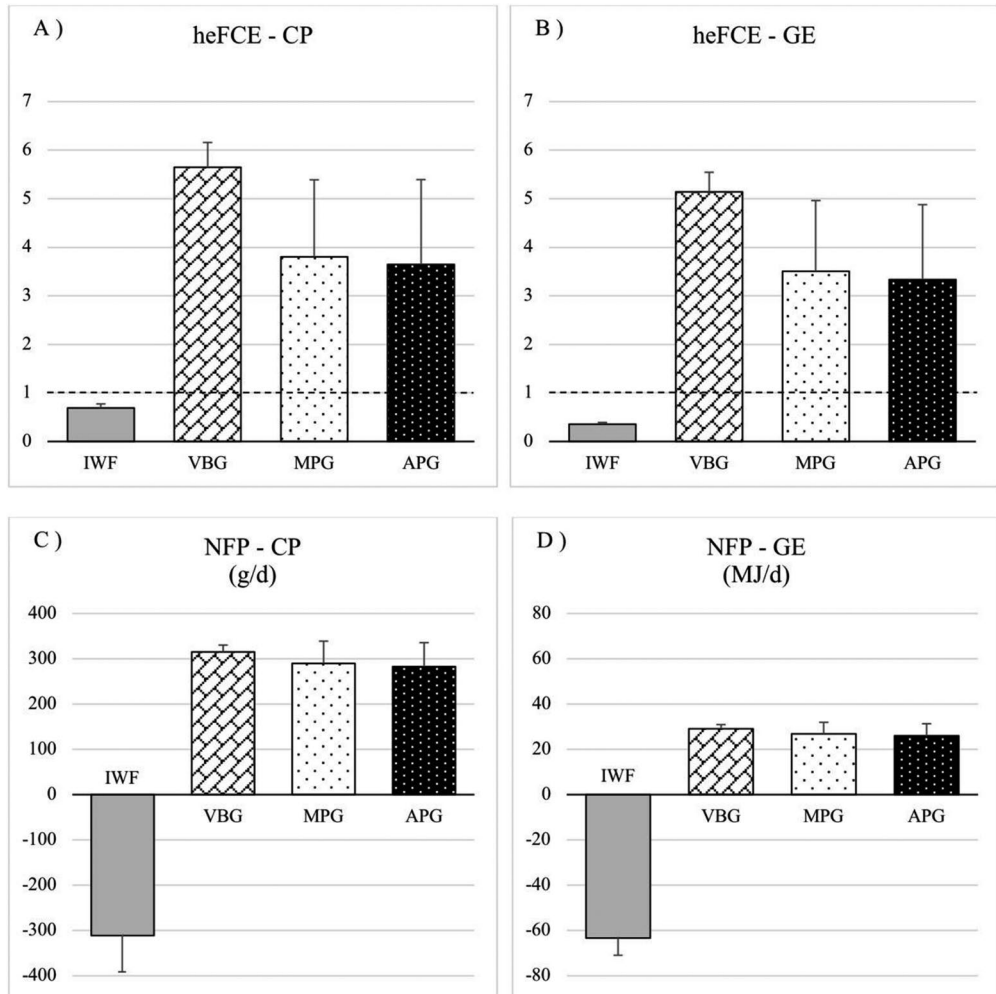 A )
heFCE - CP
7
6
5
4
3
2
1
0
IWF VBG MPG APG
B )
heFCE - GE
7
6
5
4
3
2
1
0
IWF VBG MPG APG
C )
NFP - CP
(g/d)
400
300
200
100
0
-100
-200
-300
-400
IWF
VBG MPG APG
D )
NFP - GE
(MJ/d)
80
60
40
20
0
-20
-40
-60
-80
IWF
VBG MPG APG